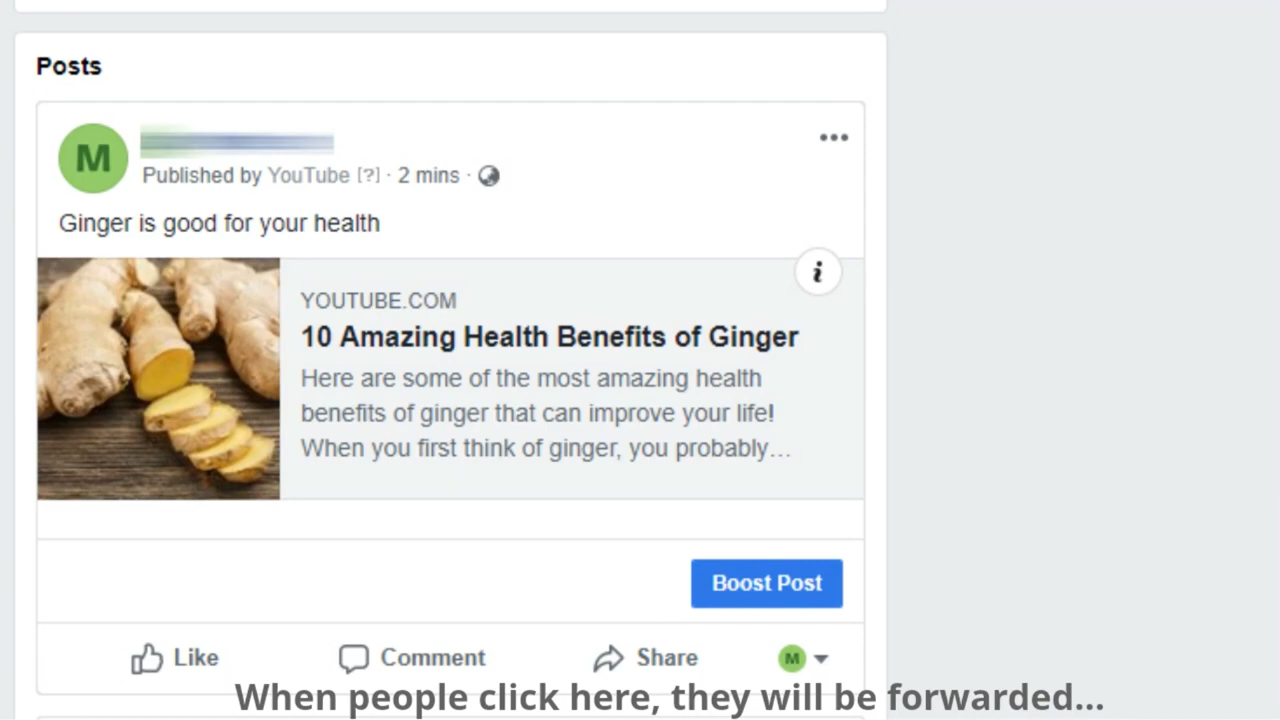 Posts
M
Published by YouTube [?] · 2 mins ·
Ginger is good for your health
i
YOUTUBE.COM
10 Amazing Health Benefits of Ginger
Here are some of the most amazing health
benefits of ginger that can improve your life!
When you first think of ginger, you probably...
Boost Post
Like Comment Share M
When people click here, they will be forwarded...